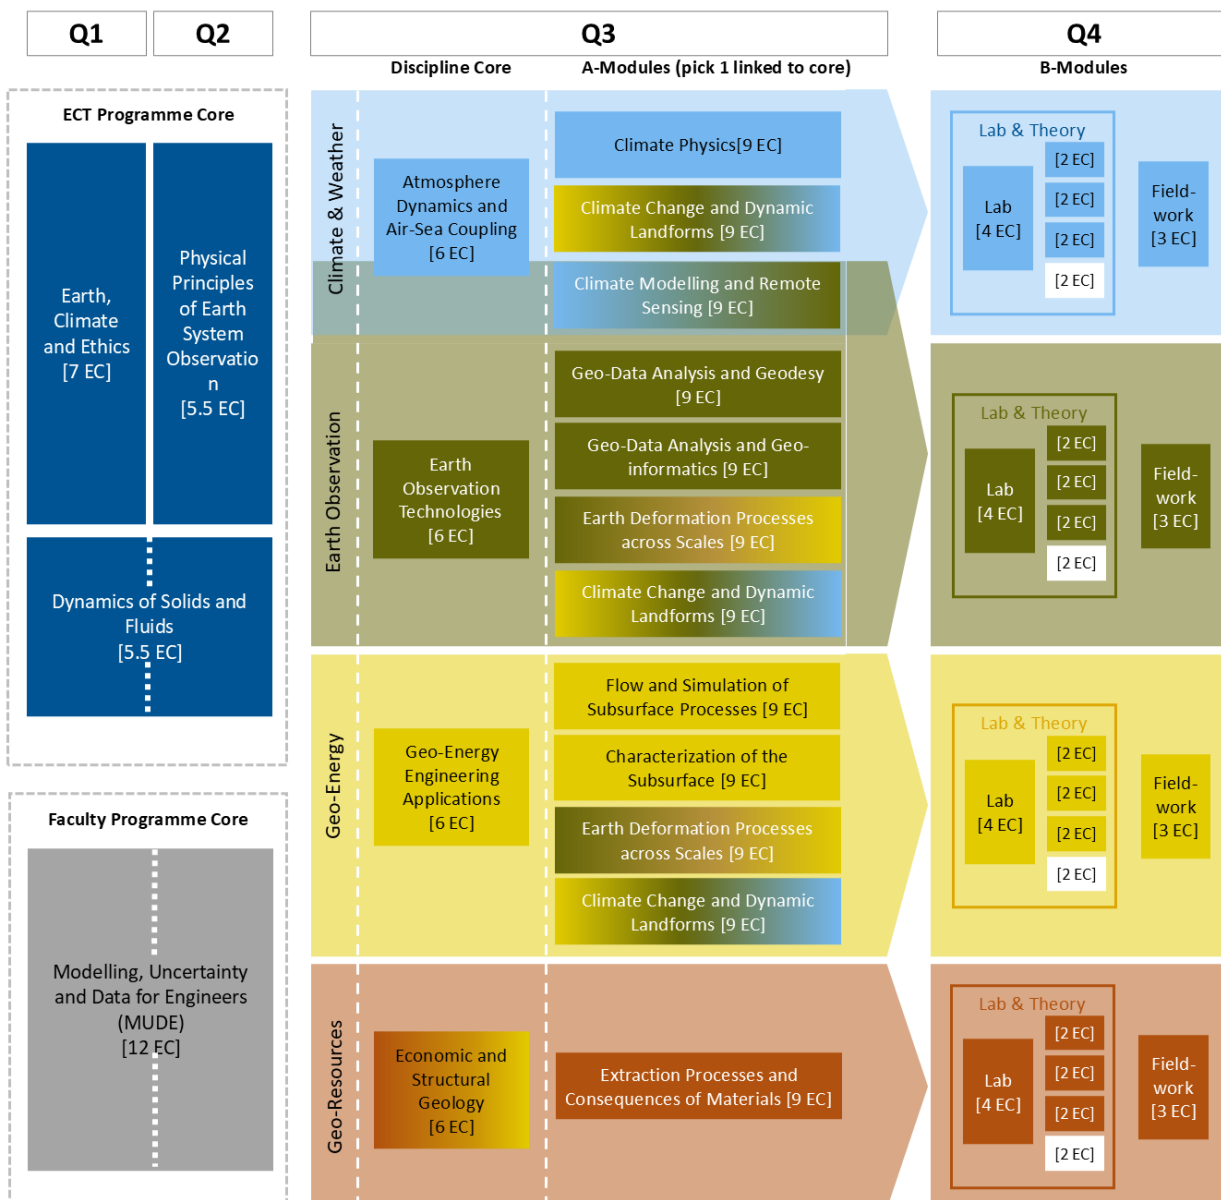 Q1
Q2
Q3
Q4
Discipline Core
A-Modules (pick 1 linked to core)
B-Modules
ECT Programme Core
Earth,
Climate
and Ethics
[7 EC]
Physical
Principles
of Earth
System
Observatio
n
[5.5 EC]
Dynamics of Solids and
Fluids
[5.5 EC]
Faculty Programme Core
Modelling, Uncertainty
and Data for Engineers
(MUDE)
[12 EC]
Climate & Weather
Atmosphere
Dynamics and
Air-Sea Coupling
[6 EC]
Climate Physics[9 EC]
Climate Change and Dynamic
Landforms [9 EC]
Climate Modelling and Remote
Sensing [9 EC]
Lab & Theory
Lab
[4 EC]
[2 EC]
[2 EC]
[2 EC]
[2 EC]
Field-
work
[3 EC]
Earth Observation
Earth
Observation
Technologies
[6 EC]
Geo-Data Analysis and Geodesy
[9 EC]
Geo-Data Analysis and Geo-
informatics [9 EC]
Earth Deformation Processes
across Scales [9 EC]
Climate Change and Dynamic
Landforms [9 EC]
Lab & Theory
Lab
[4 EC]
[2 EC]
[2 EC]
[2 EC]
[2 EC]
Field-
work
[3 EC]
Geo-Energy
Geo-Energy
Engineering
Applications
[6 EC]
Flow and Simulation of
Subsurface Processes [9 EC]
Characterization of the
Subsurface [9 EC]
Earth Deformation Processes
across Scales [9 EC]
Climate Change and Dynamic
Landforms [9 EC]
Lab & Theory
Lab
[4 EC]
[2 EC]
[2 EC]
[2 EC]
[2 EC]
Field-
work
[3 EC]
Geo-Resources
Economic and
Structural
Geology
[6 EC]
Extraction Processes and
Consequences of Materials [9 EC]
Lab & Theory
Lab
[4 EC]
[2 EC]
[2 EC]
[2 EC]
[2 EC]
Field-
work
[3 EC]